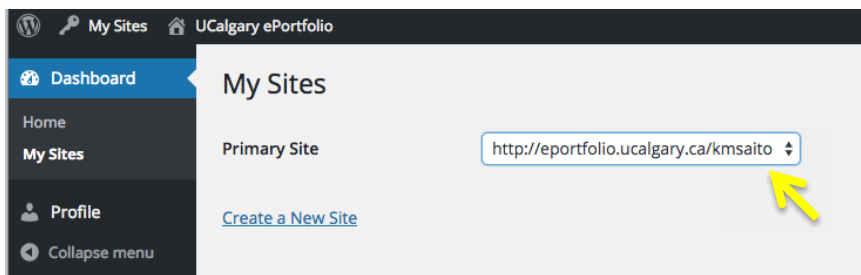 My Sites UCalgary ePortfolio
Dashboard
My Sites
Home
My Sites
Primary Site http://eportfolio.ucalgary.ca/kmsaito
Profile
Create a New Site
Collapse menu